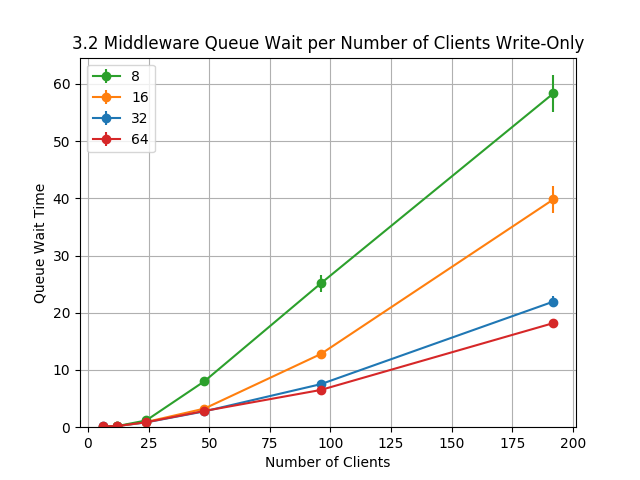 3.2 Middleware Queue Wait per Number of Clients Write-Only
8
16
32
64
Queue Wait Time
60
50
40
30
20
10
0
0 25 50 75 100 125 150 175 200
Number of Clients